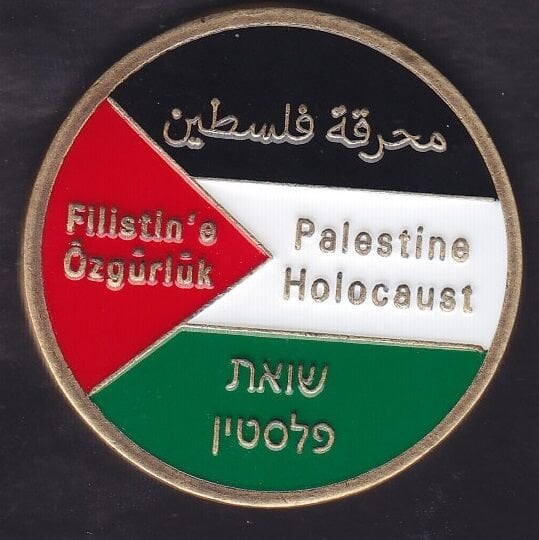 محرقة فلسطين
Filistin'e
Özgürlük
Palestine
Holocaust
שואת
פלסטין